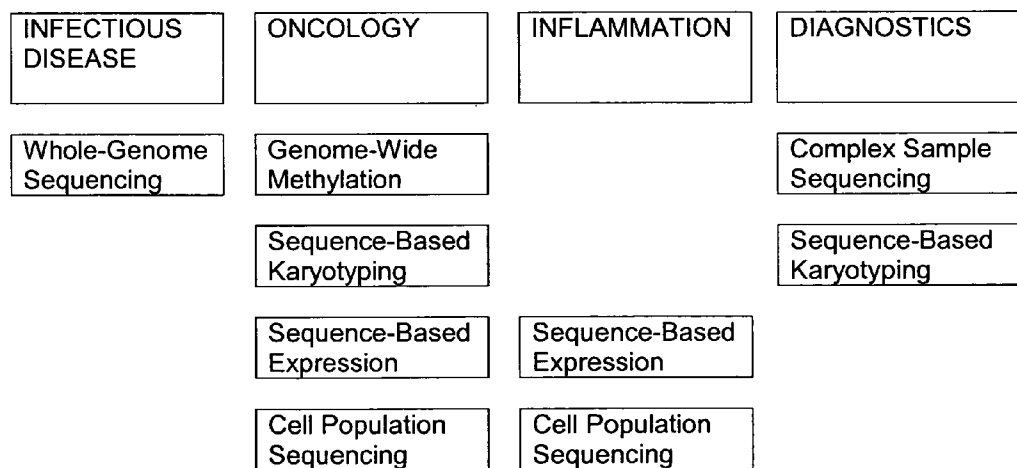 INFECTIOUS
DISEASE
ONCOLOGY
INFLAMMATION
DIAGNOSTICS
Whole-Genome
Sequencing
Genome-Wide
Methylation
Complex Sample
Sequencing
Sequence-Based
Karyotyping
Sequence-Based
Karyotyping
Sequence-Based
Expression
Sequence-Based
Expression
Cell Population
Sequencing
Cell Population
Sequencing